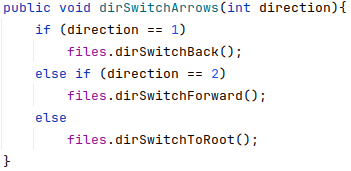 public void dirSwitchArrows(int direction){
    if (direction == 1)
        files.dirSwitchBack();
    else if (direction == 2)
        files.dirSwitchForward();
    else
        files.dirSwitchToRoot();
}